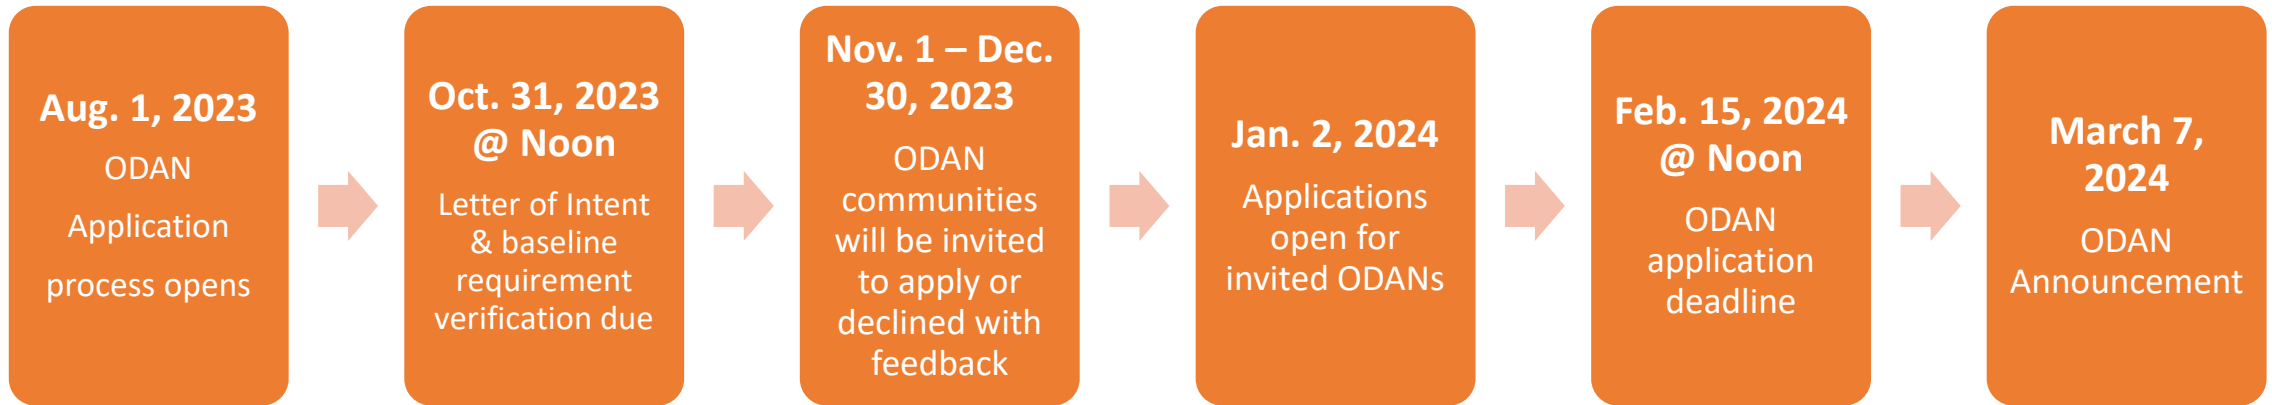 Aug. 1, 2023
ODAN
Application
process opens
Oct. 31, 2023
@ Noon
Letter of Intent
& baseline
requirement
verification due
Nov. 1 – Dec.
30, 2023
ODAN
communities
will be invited
to apply or
declined with
feedback
Jan. 2, 2024
Applications
open for
invited ODANs
Feb. 15, 2024
@ Noon
ODAN
application
deadline
March 7,
2024
ODAN
Announcement